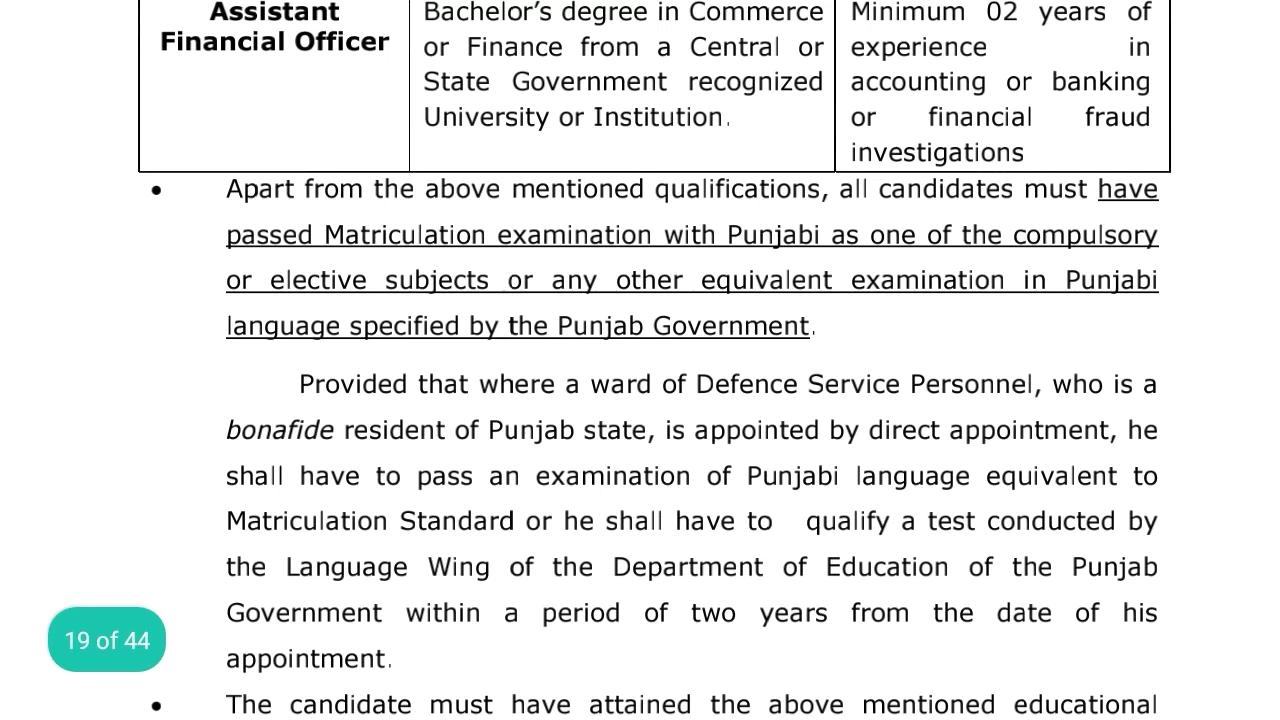 Assistant
Financial Officer
Bachelor's degree in Commerce
or Finance from a Central or
State Government recognized
University or Institution.
Minimum 02 years of
experience in
accounting or banking
or financial fraud
investigations
• Apart from the above mentioned qualifications, all candidates must have
passed Matriculation examination with Punjabi as one of the compulsory
or elective subjects or any other equivalent examination in Punjabi
language specified by the Punjab Government.
Provided that where a ward of Defence Service Personnel, who is a
bonafide resident of Punjab state, is appointed by direct appointment, he
shall have to pass an examination of Punjabi language equivalent to
Matriculation Standard or he shall have to qualify a test conducted by
the Language Wing of the Department of Education of the Punjab
Government within a period of two years from the date of his
appointment.
19 of 44
• The candidate must have attained the above mentioned educational